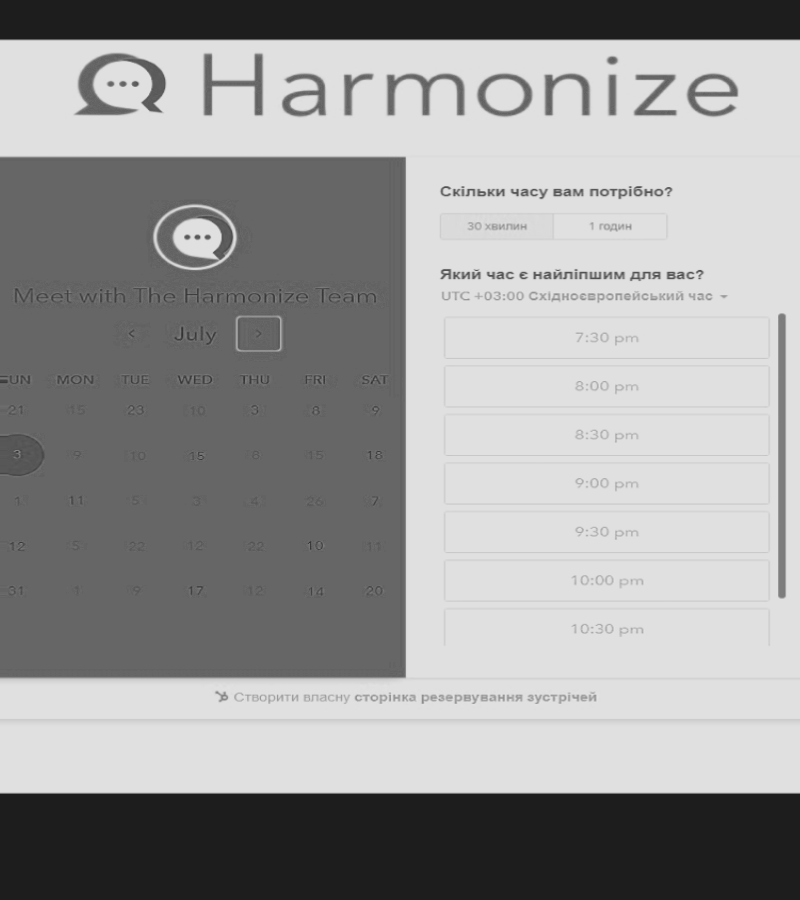 Harmonize
Meet with The Harmonize Team
< July >
SUN MON TUE WED THU FRI SAT
21 15 23 10 3 8 9
3 9 10 15 8 15 18
1 11 5 3 4 26 7
12 5 22 12 22 10 11
31 1 9 17 12 14 20
Скільки часу вам потрібно?
30 хвилин 1 годин
Який час є найліпшим для вас?
UTC +03:00 Східноєвропейський час
7:30 pm
8:00 pm
8:30 pm
9:00 pm
9:30 pm
10:00 pm
10:30 pm
Створити власну сторінка резервування зустрічей